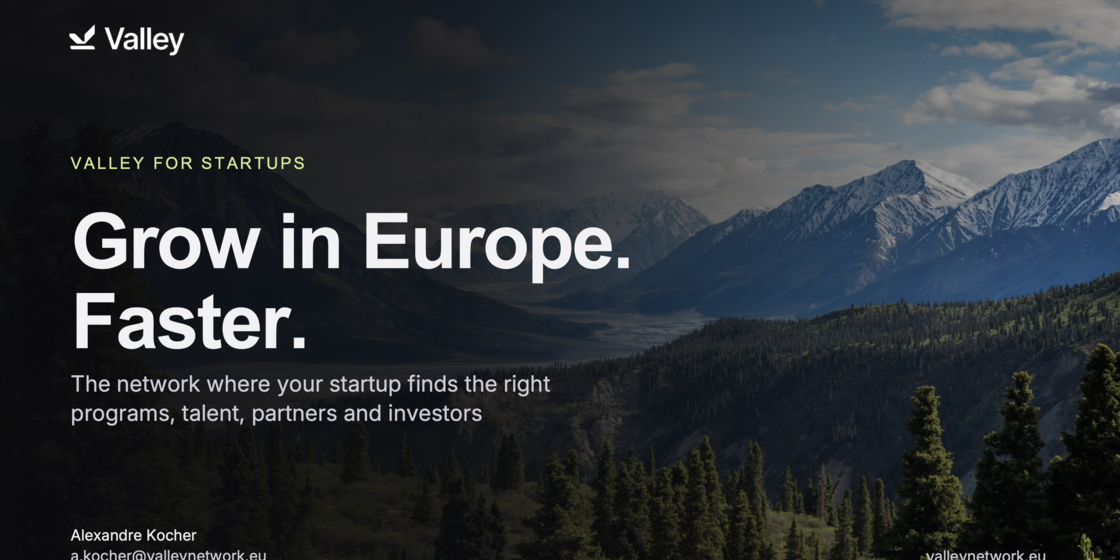 Valley
VALLEY FOR STARTUPS
Grow in Europe.
Faster.
The network where your startup finds the right
programs, talent, partners and investors
Alexandre Kocher
a.kocher@valleynetwork.eu
valleynetwork.eu